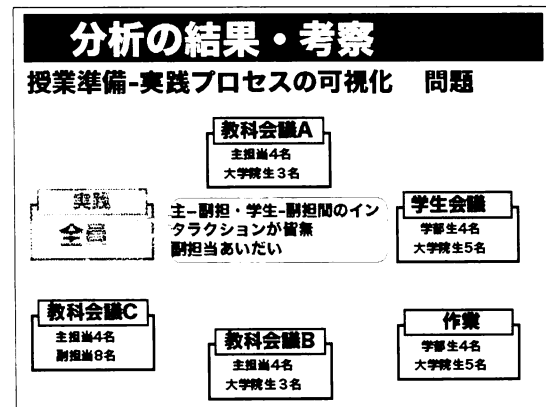 分析の結果・考察
授業準備-実践プロセスの可視化 問題
教科会議A
主担当4名
大学院生3名
実践
全員
主−副担・学生-副担間のイン
タラクションが皆無
副担当あいだい
学生会議
学部生4名
大学院生5名
教科会議C
主担当4名
副担当8名
教科会議B
主担当4名
大学院生3名
作業
学部生4名
大学院生5名